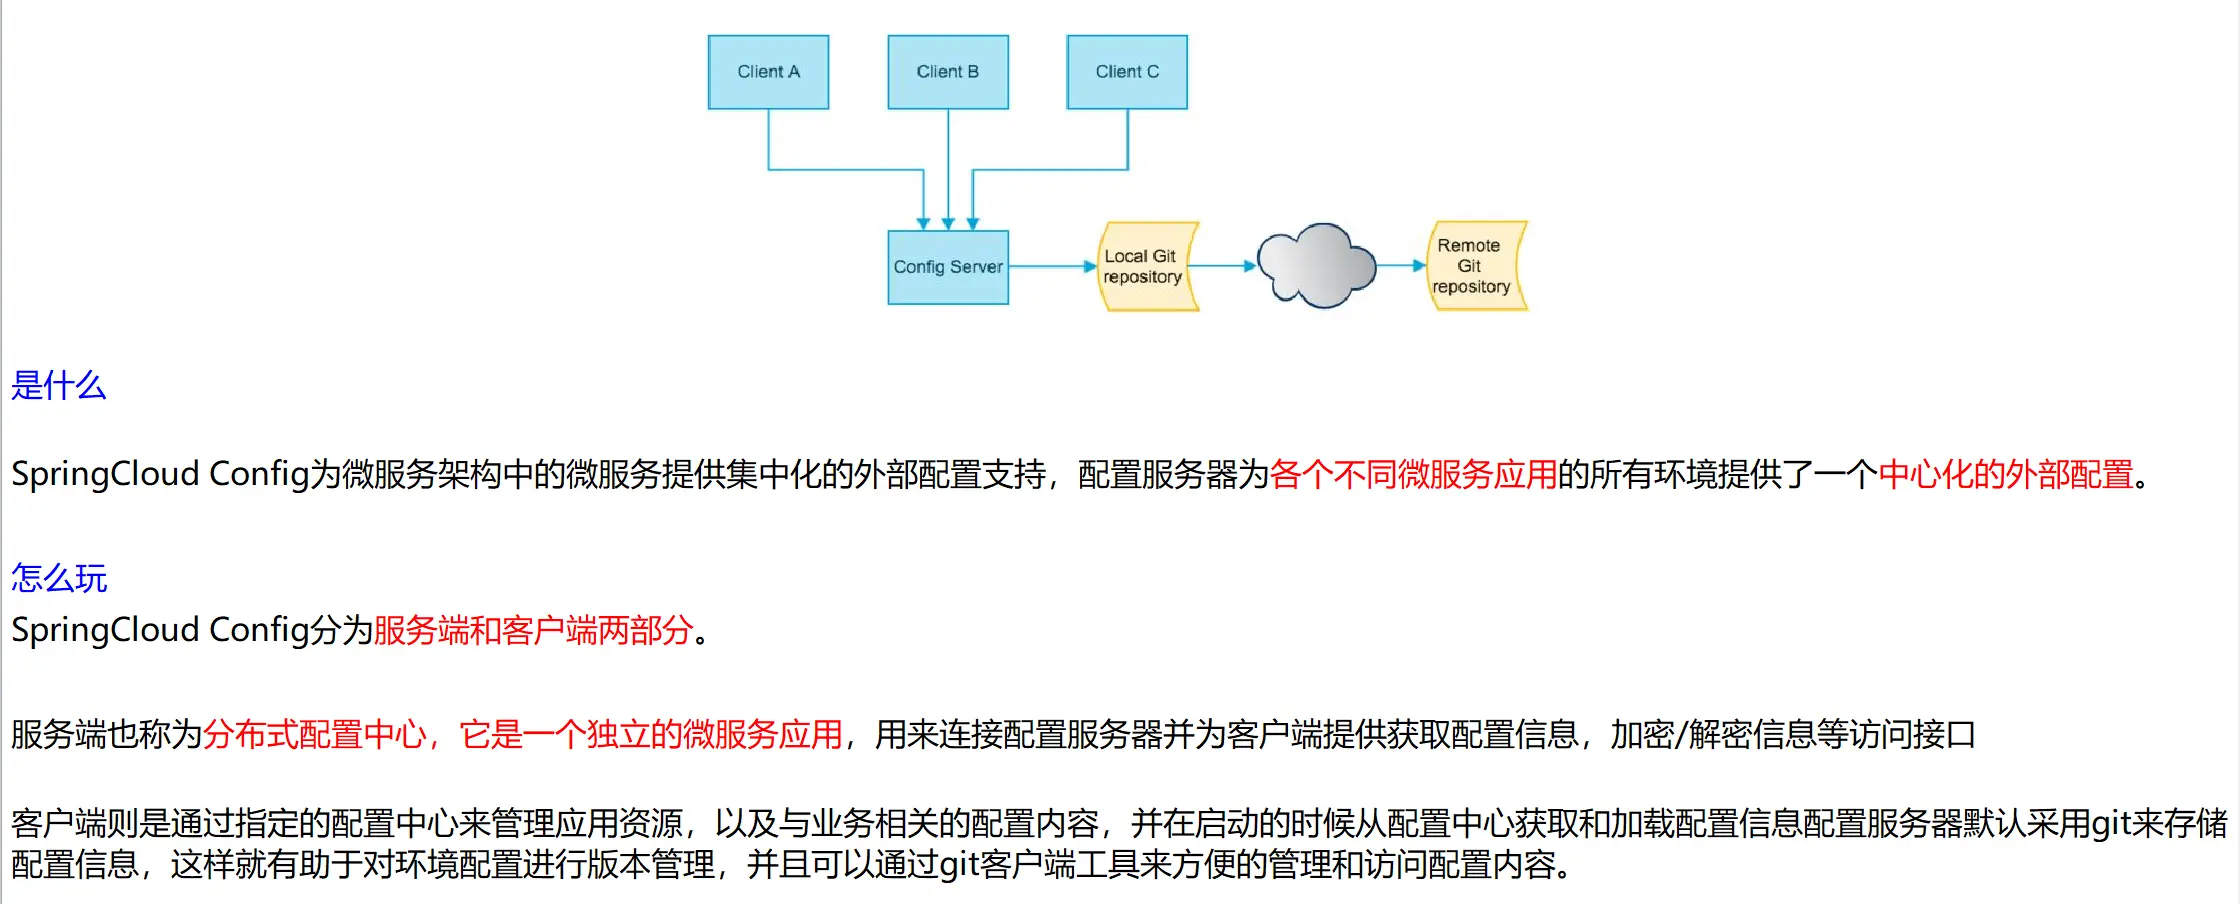 Client A
Client B
Client C
Config Server
Local Git
repository
Remote
Git
repository
是什么
SpringCloud Config为微服务架构中的微服务提供集中化的外部配置支持，配置服务器为各个不同微服务应用的所有环境提供了一个中心化的外部配置。
怎么玩
SpringCloud Config分为服务端和客户端两部分。
服务端也称为分布式配置中心，它是一个独立的微服务应用，用来连接配置服务器并为客户端提供获取配置信息，加密/解密信息等访问接口
客户端则是通过指定的配置中心来管理应用资源，以及与业务相关的配置内容，并在启动的时候从配置中心获取和加载配置信息配置服务器默认采用git来存储
配置信息，这样就有助于对环境配置进行版本管理，并且可以通过git客户端工具来方便的管理和访问配置内容。